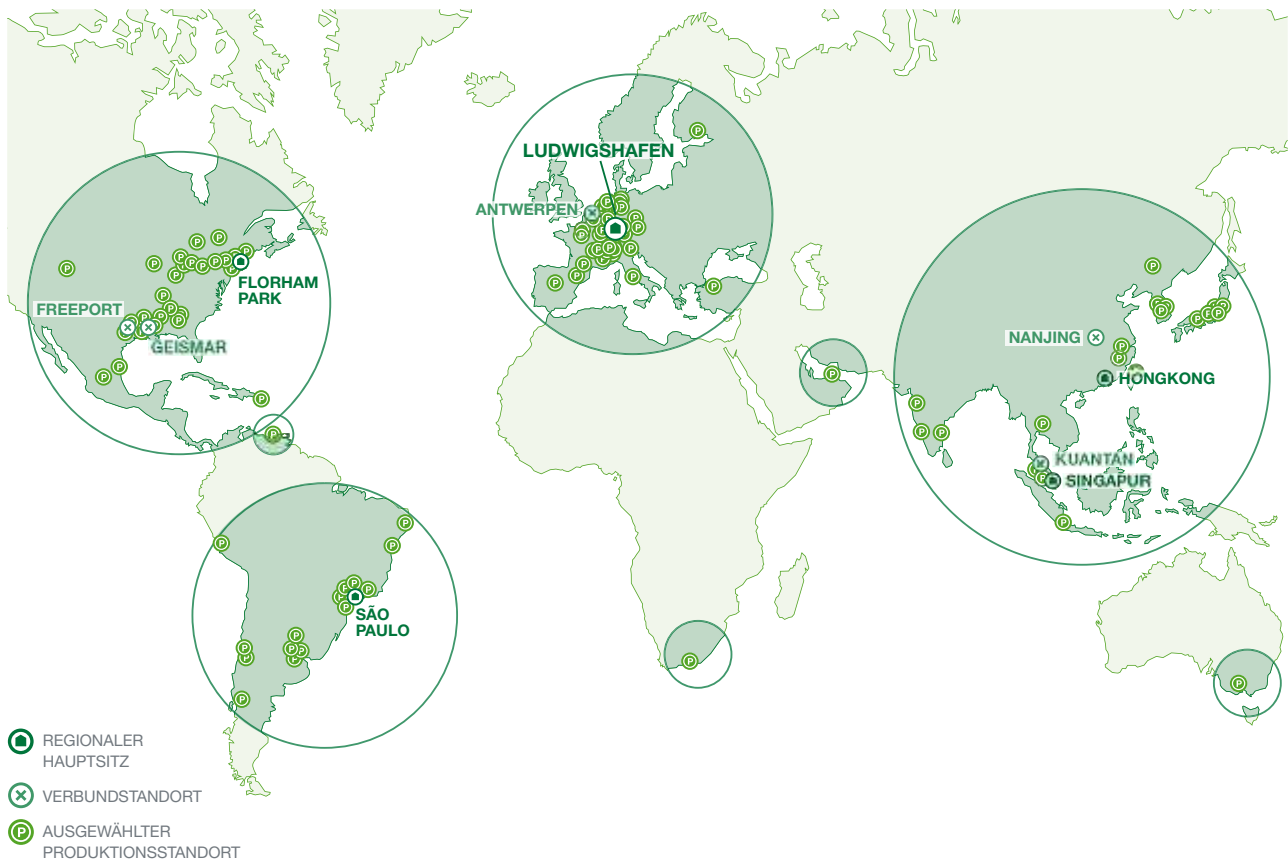 LUDWIGSHAFEN
ANTWERPEN
FLORHAM
PARK
FREEPORT
GEISMAR
NANJING
HONGKONG
KUANTAN
SINGAPUR
SÃO
PAULO
REGIONALER
HAUPTSITZ
VERBUNDSTANDORT
AUSGEWÄHLTER
PRODUKTIONSSTANDORT